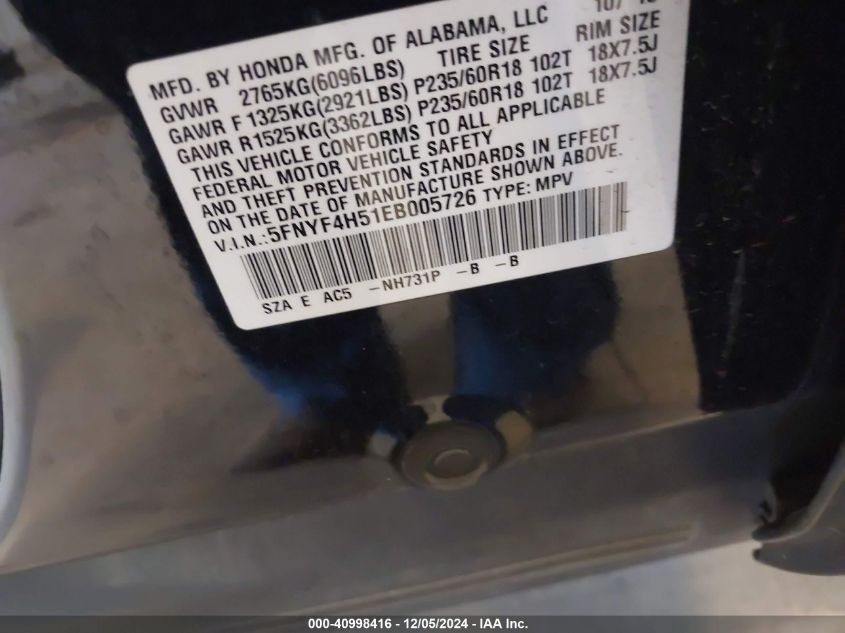 MFD. BY HONDA MFG. OF ALABAMA, LLC 10/
GVWR 2765KG(6096LBS) TIRE SIZE RIM SIZE
GAWR F 1325KG(2921LBS) P235/60R18 102T 18X7.5J
GAWR R1525KG(3362LBS) P235/60R18 102T 18X7.5J
THIS VEHICLE CONFORMS TO ALL APPLICABLE
FEDERAL MOTOR VEHICLE SAFETY
AND THEFT PREVENTION STANDARDS IN EFFECT
ON THE DATE OF MANUFACTURE SHOWN ABOVE.
V.I.N.:5FNYF4H51EB005726 TYPE: MPV
SZA E AC5 -NH731P -B -B
000-40998416 - 12/05/2024 - IAA Inc.